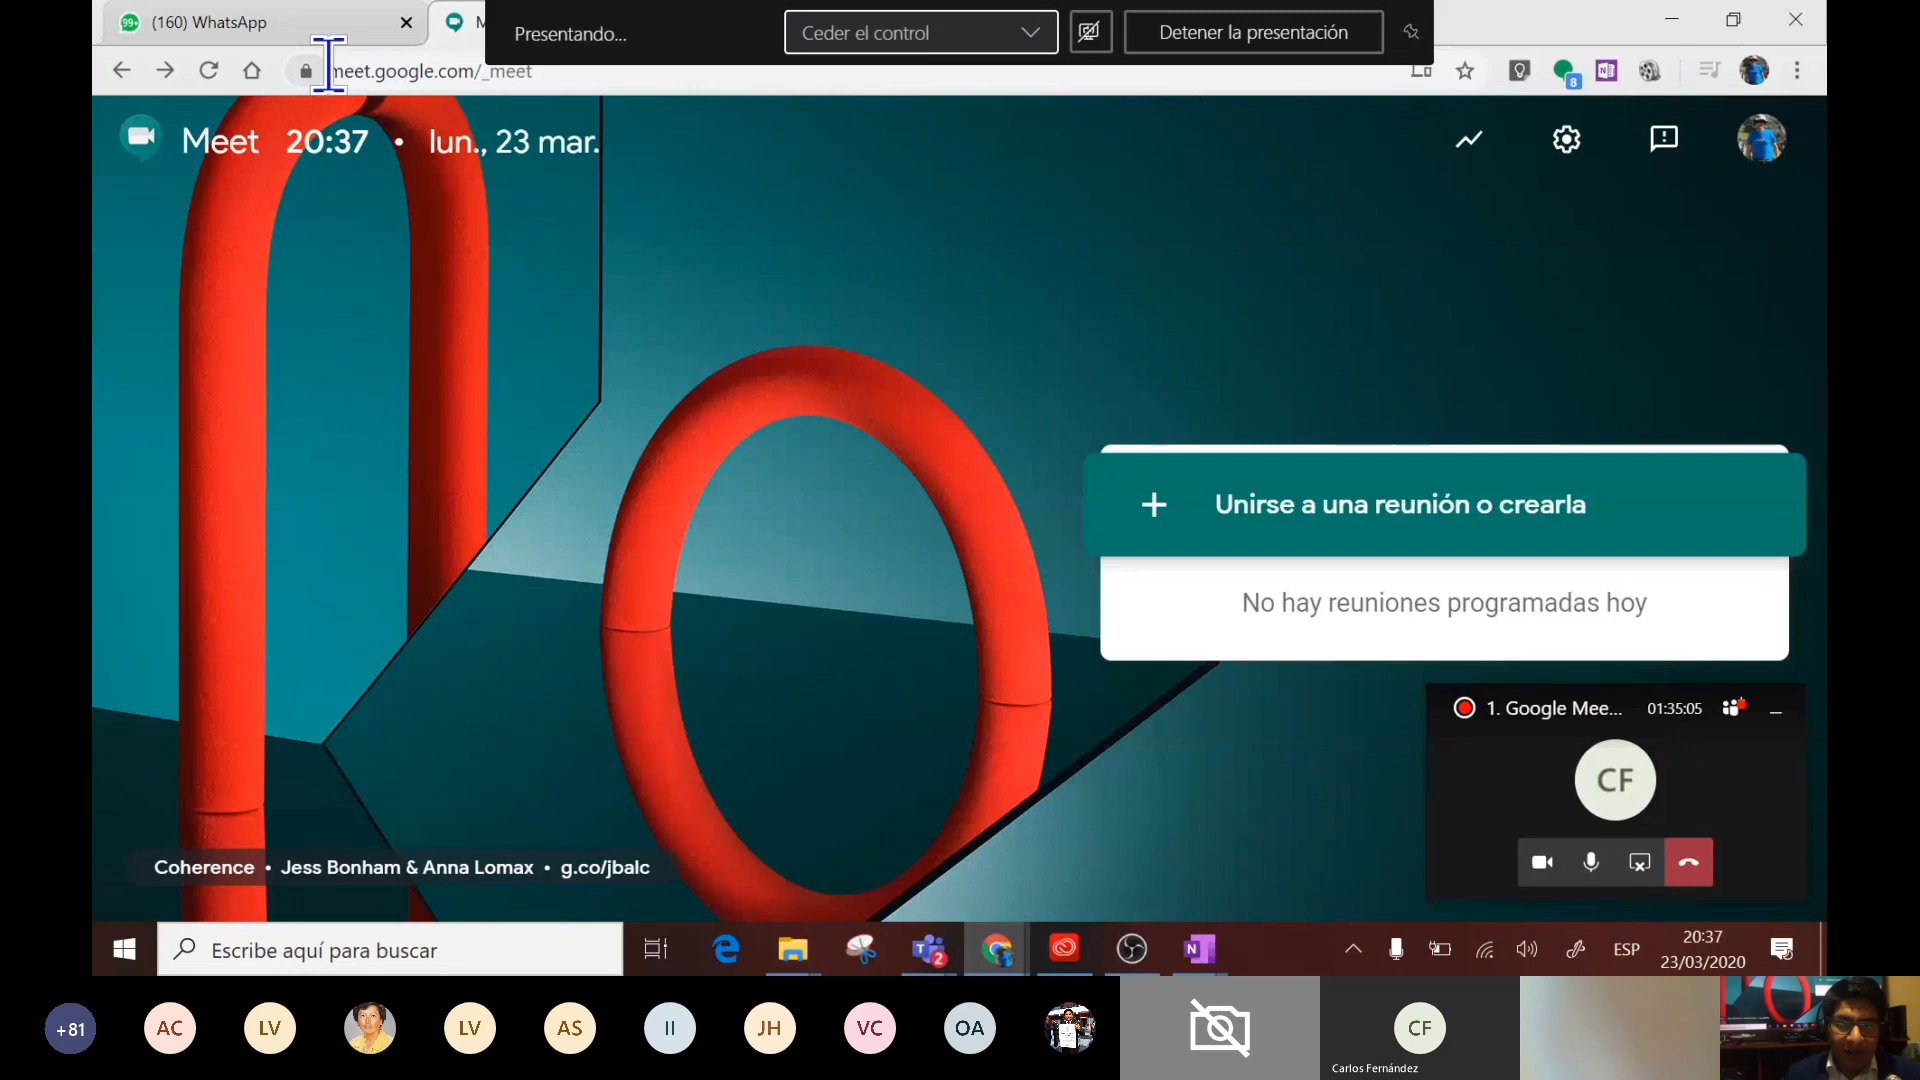 (160) WhatsApp
M
Presentando...
Ceder el control
Detener la presentación
meet.google.com/_meet
8
Meet 20:37 • lun., 23 mar.
Unirse a una reunión o crearla
No hay reuniones programadas hoy
1. Google Mee... 01:35:05
CF
Coherence • Jess Bonham & Anna Lomax • g.co/jbalc
Escribe aquí para buscar
2
ESP
20:37
23/03/2020
+81
AC
LV
LV
AS
II
JH
VC
OA
CF
Carlos Fernández